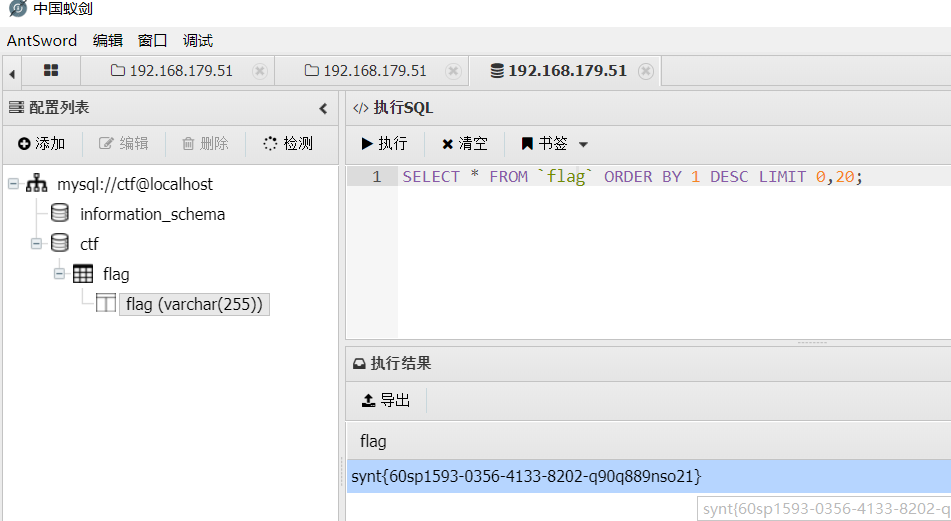 中国蚁剑
AntSword 编辑 窗口 调试
192.168.179.51 192.168.179.51 192.168.179.51
配置列表
添加 编辑 删除 检测
mysql://ctf@localhost
information_schema
ctf
flag
flag (varchar(255))
</> 执行SQL
执行 清空 书签
1 SELECT * FROM `flag` ORDER BY 1 DESC LIMIT 0,20;
执行结果
导出
flag
synt{60sp1593-0356-4133-8202-q90q889nso21}
synt{60sp1593-0356-4133-8202-q